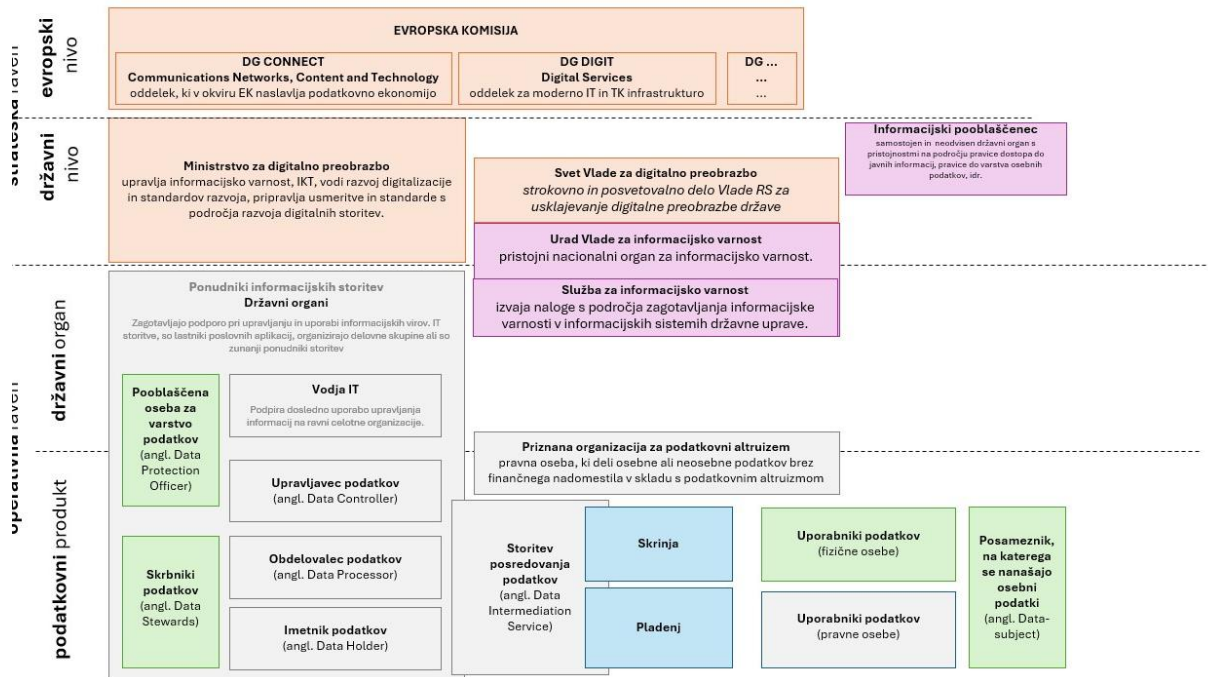 strateška raven
evropski
nivo
EVROPSKA KOMISIJA
DG CONNECT
Communications Networks, Content and Technology
oddelek, ki v okviru EK naslavlja podatkovno ekonomijo
DG DIGIT
Digital Services
oddelek za moderno IT in TK infrastrukturo
DG ...
...
...
državni
nivo
Ministrstvo za digitalno preobrazbo
upravlja informacijsko varnost, IKT, vodi razvoj digitalizacije
in standardov razvoja, pripravlja usmeritve in standarde s
področja razvoja digitalnih storitev.
Svet Vlade za digitalno preobrazbo
strokovno in posvetovalno delo Vlade RS za
usklajevanje digitalne preobrazbe države
Informacijski pooblaščenec
samostojen in neodvisen državni organ s
pristojnostmi na področju pravice dostopa do
javnih informacij, pravice do varstva osebnih
podatkov, idr.
Urad Vlade za informacijsko varnost
pristojni nacionalni organ za informacijsko varnost.
Služba za informacijsko varnost
izvaja naloge s področja zagotavljanja informacijske
varnosti v informacijskih sistemih državne uprave.
operativna raven
državni organ
Ponudniki informacijskih storitev
Državni organi
Zagotavljajo podporo pri upravljanju in uporabi informacijskih virov. IT
storitve, so lastniki poslovnih aplikacij, organizirajo delovne skupine ali so
zunanji ponudniki storitev
Pooblaščena
oseba za
varstvo
podatkov
(angl. Data
Protection
Officer)
Vodja IT
Podpira dosledno uporabo upravljanja
informacij na ravni celotne organizacije.
Priznana organizacija za podatkovni altruizem
pravna oseba, ki deli osebne ali neosebne podatkov brez
finančnega nadomestila v skladu s podatkovnim altruizmom
podatkovni produkt
Upravljavec podatkov
(angl. Data Controller)
Skrbniki
podatkov
(angl. Data
Stewards)
Obdelovalec podatkov
(angl. Data Processor)
Imetnik podatkov
(angl. Data Holder)
Storitev
posredovanja
podatkov
(angl. Data
Intermediation
Service)
Skrinja
Pladenj
Uporabniki podatkov
(fizične osebe)
Uporabniki podatkov
(pravne osebe)
Posameznik,
na katerega
se nanašajo
osebni
podatki
(angl. Data-
subject)